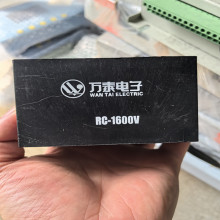 万泰电子
WAN TAI ELECTRIC
RC-1600V